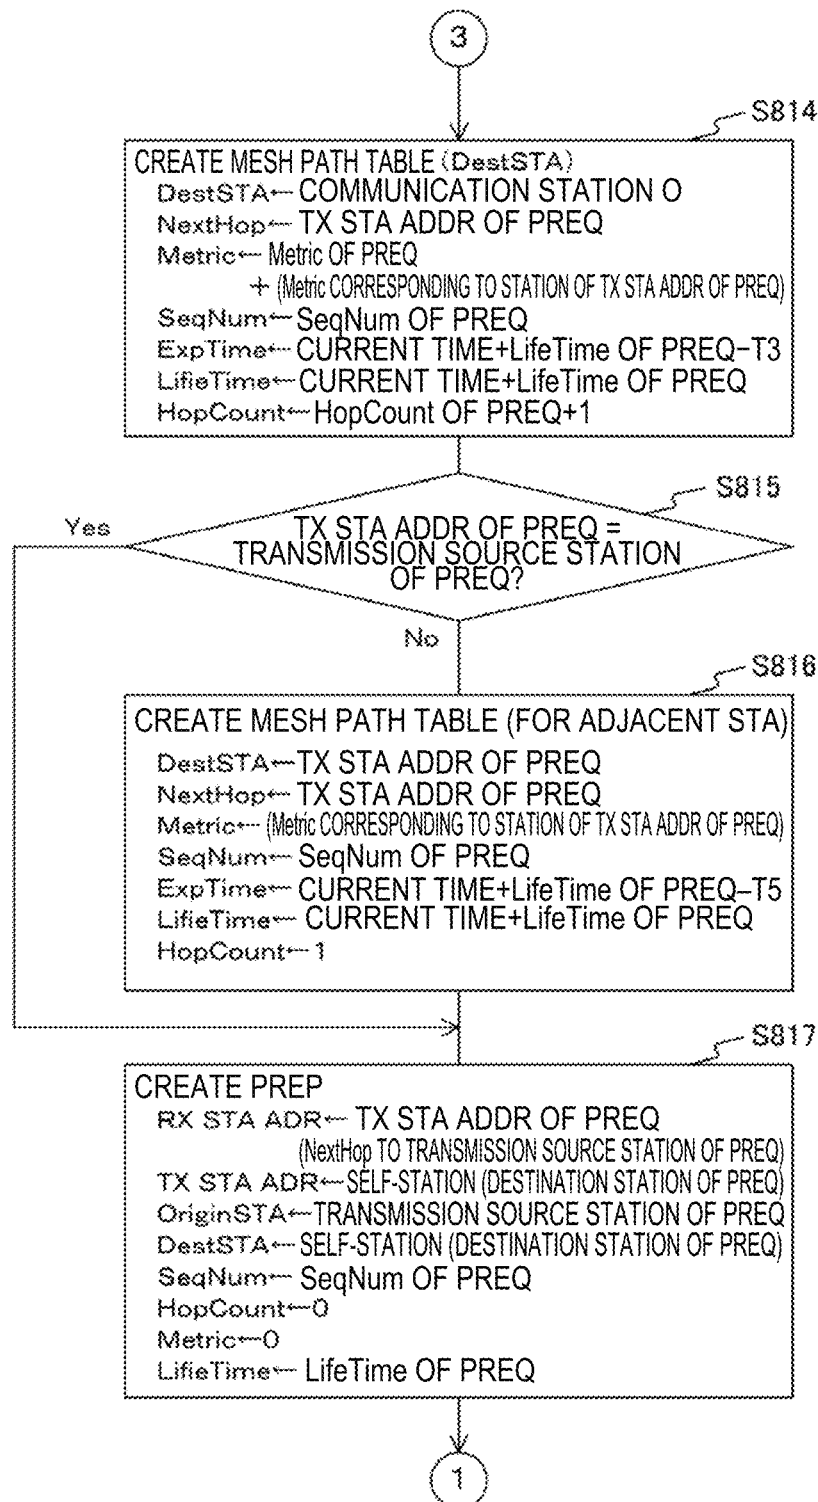 3
S814
CREATE MESH PATH TABLE (DestSTA)
DestSTA← COMMUNICATION STATION O
NextHop← TX STA ADDR OF PREQ
Metric← Metric OF PREQ
+ (Metric CORRESPONDING TO STATION OF TX STA ADDR OF PREQ)
SeqNum← SeqNum OF PREQ
ExpTime← CURRENT TIME+LifeTime OF PREQ−T3
LifieTime← CURRENT TIME+LifeTime OF PREQ
HopCount← HopCount OF PREQ+1
S815
Yes
TX STA ADDR OF PREQ =
TRANSMISSION SOURCE STATION
OF PREQ?
No
S816
CREATE MESH PATH TABLE (FOR ADJACENT STA)
DestSTA← TX STA ADDR OF PREQ
NextHop← TX STA ADDR OF PREQ
Metric← (Metric CORRESPONDING TO STATION OF TX STA ADDR OF PREQ)
SeqNum← SeqNum OF PREQ
ExpTime← CURRENT TIME+LifeTime OF PREQ−T5
LifieTime← CURRENT TIME+LifeTime OF PREQ
HopCount←1
S817
CREATE PREP
RX STA ADR← TX STA ADDR OF PREQ
(NextHop TO TRANSMISSION SOURCE STATION OF PREQ)
TX STA ADR← SELF-STATION (DESTINATION STATION OF PREQ)
OriginSTA← TRANSMISSION SOURCE STATION OF PREQ
DestSTA← SELF-STATION (DESTINATION STATION OF PREQ)
SeqNum← SeqNum OF PREQ
HopCount←0
Metric←0
LifieTime← LifeTime OF PREQ
1